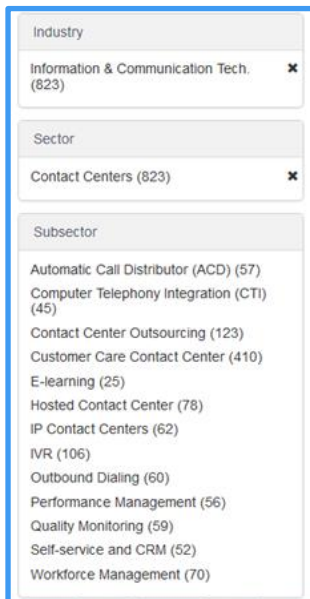 Industry
Information & Communication Tech.
(823)
Sector
Contact Centers (823)
Subsector
Automatic Call Distributor (ACD) (57)
Computer Telephony Integration (CTI)
(45)
Contact Center Outsourcing (123)
Customer Care Contact Center (410)
E-learning (25)
Hosted Contact Center (78)
IP Contact Centers (62)
IVR (106)
Outbound Dialing (60)
Performance Management (56)
Quality Monitoring (59)
Self-service and CRM (52)
Workforce Management (70)